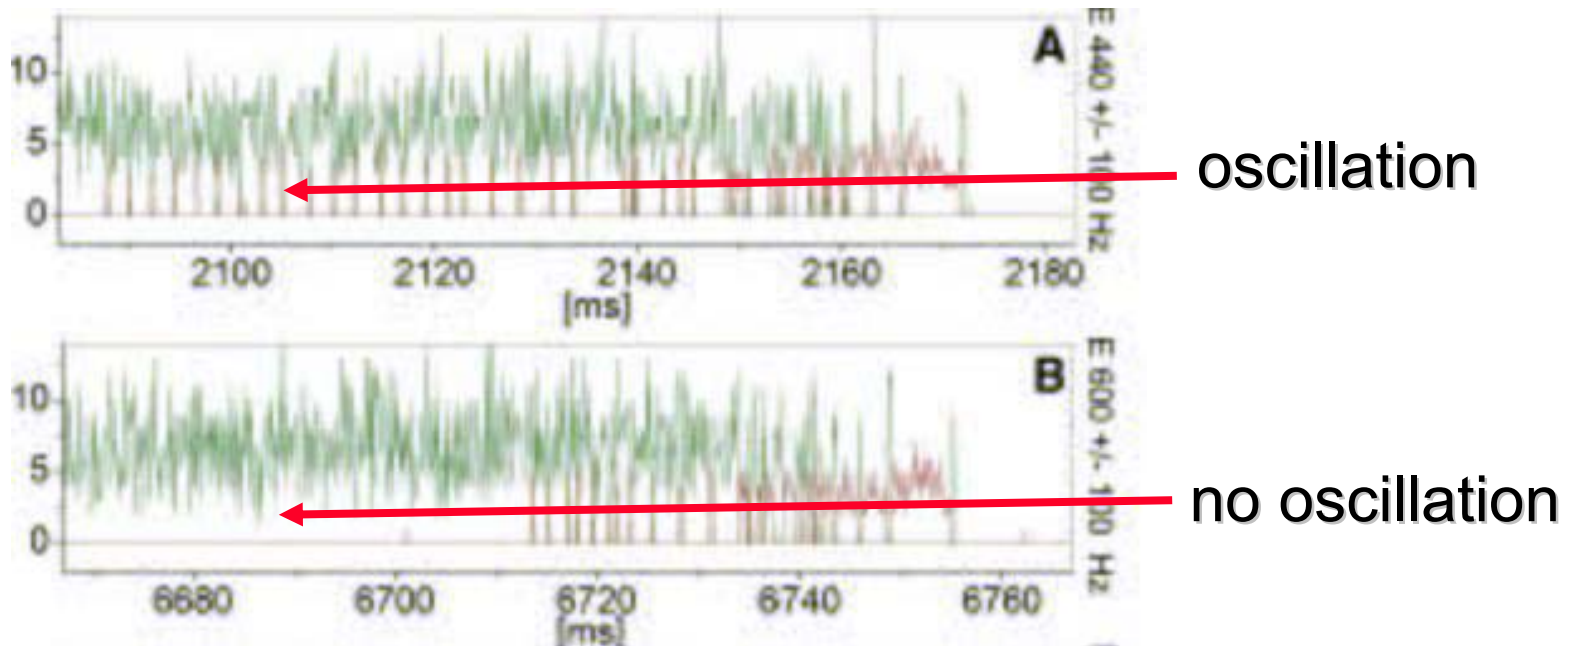 A
E 440 +/- 100 Hz
10
5
0
oscillation
2100 2120 2140 2160 2180
[ms]
B
E 600 +/- 100 Hz
10
5
0
no oscillation
6680 6700 6720 6740 6760
[ms]